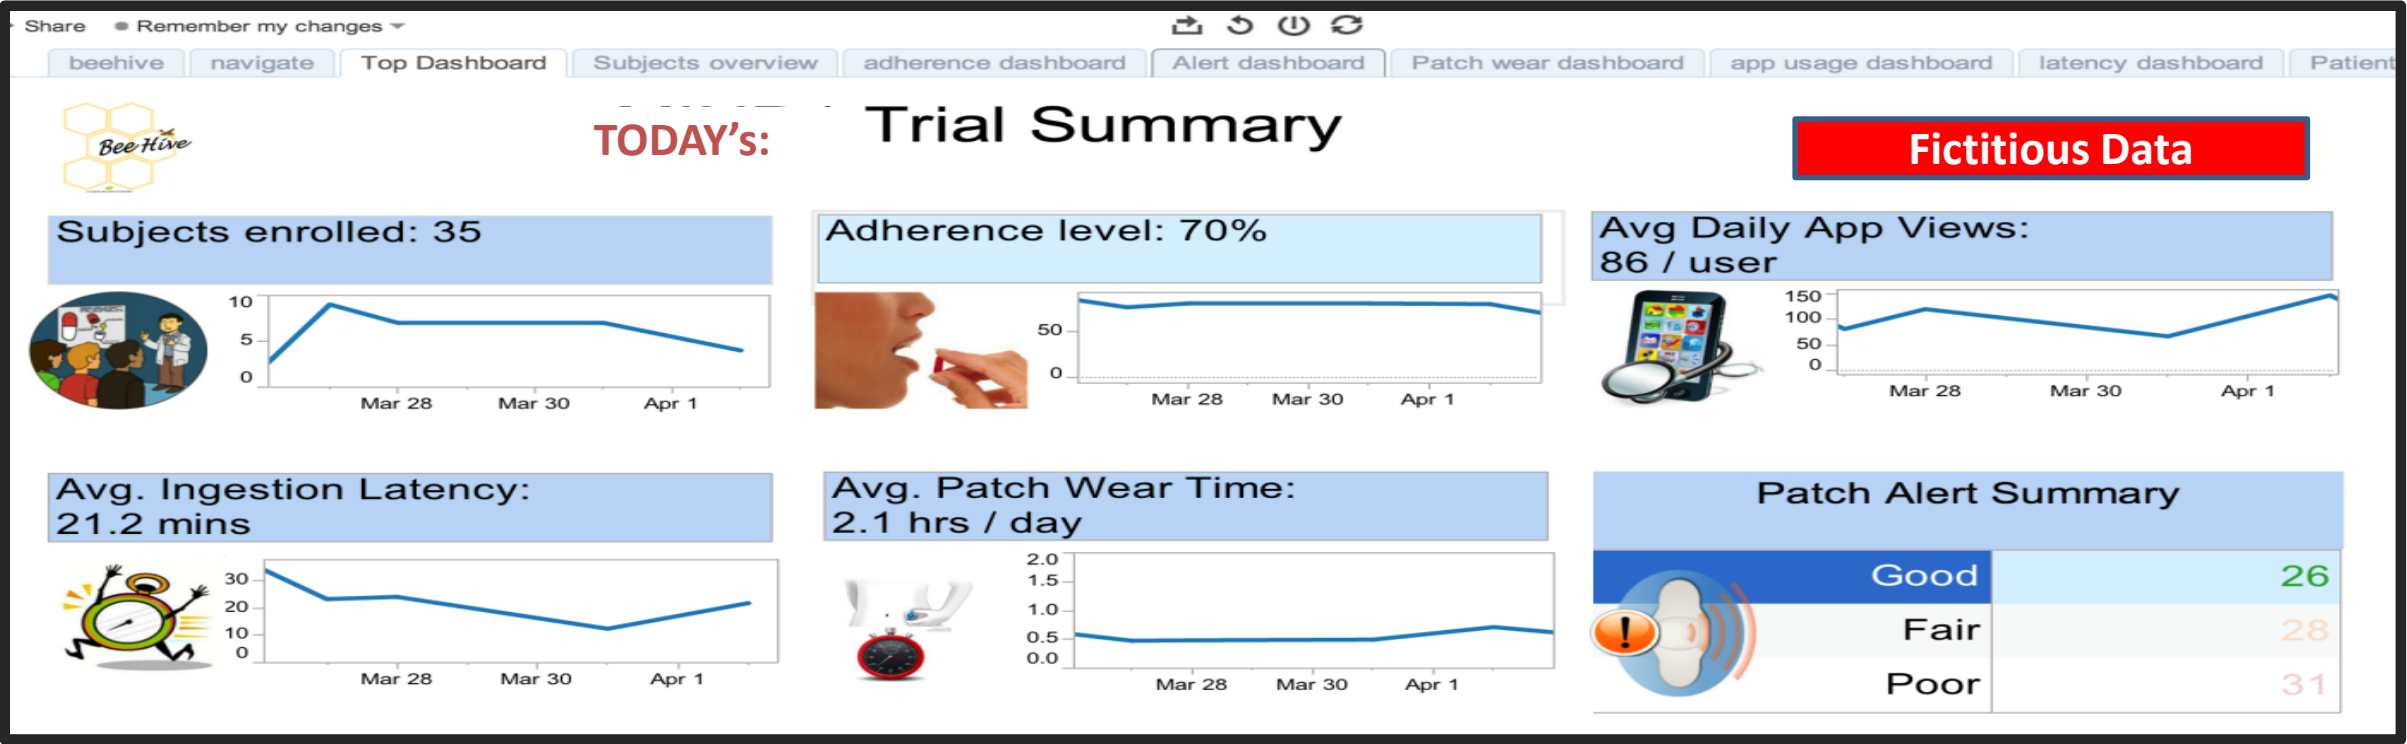 Share Remember my changes
beehive navigate Top Dashboard Subjects overview adherence dashboard Alert dashboard Patch wear dashboard app usage dashboard latency dashboard Patient
Bee Hive
TODAY's: Trial Summary
Fictitious Data
Subjects enrolled: 35
10
5
0
Mar 28 Mar 30 Apr 1
Adherence level: 70%
50
0
Mar 28 Mar 30 Apr 1
Avg Daily App Views:
86 / user
150
100
50
0
Mar 28 Mar 30 Apr 1
Avg. Ingestion Latency:
21.2 mins
30
20
10
0
Mar 28 Mar 30 Apr 1
Avg. Patch Wear Time:
2.1 hrs / day
2.0
1.5
1.0
0.5
0.0
Mar 28 Mar 30 Apr 1
Patch Alert Summary
Good 26
Fair 28
Poor 31